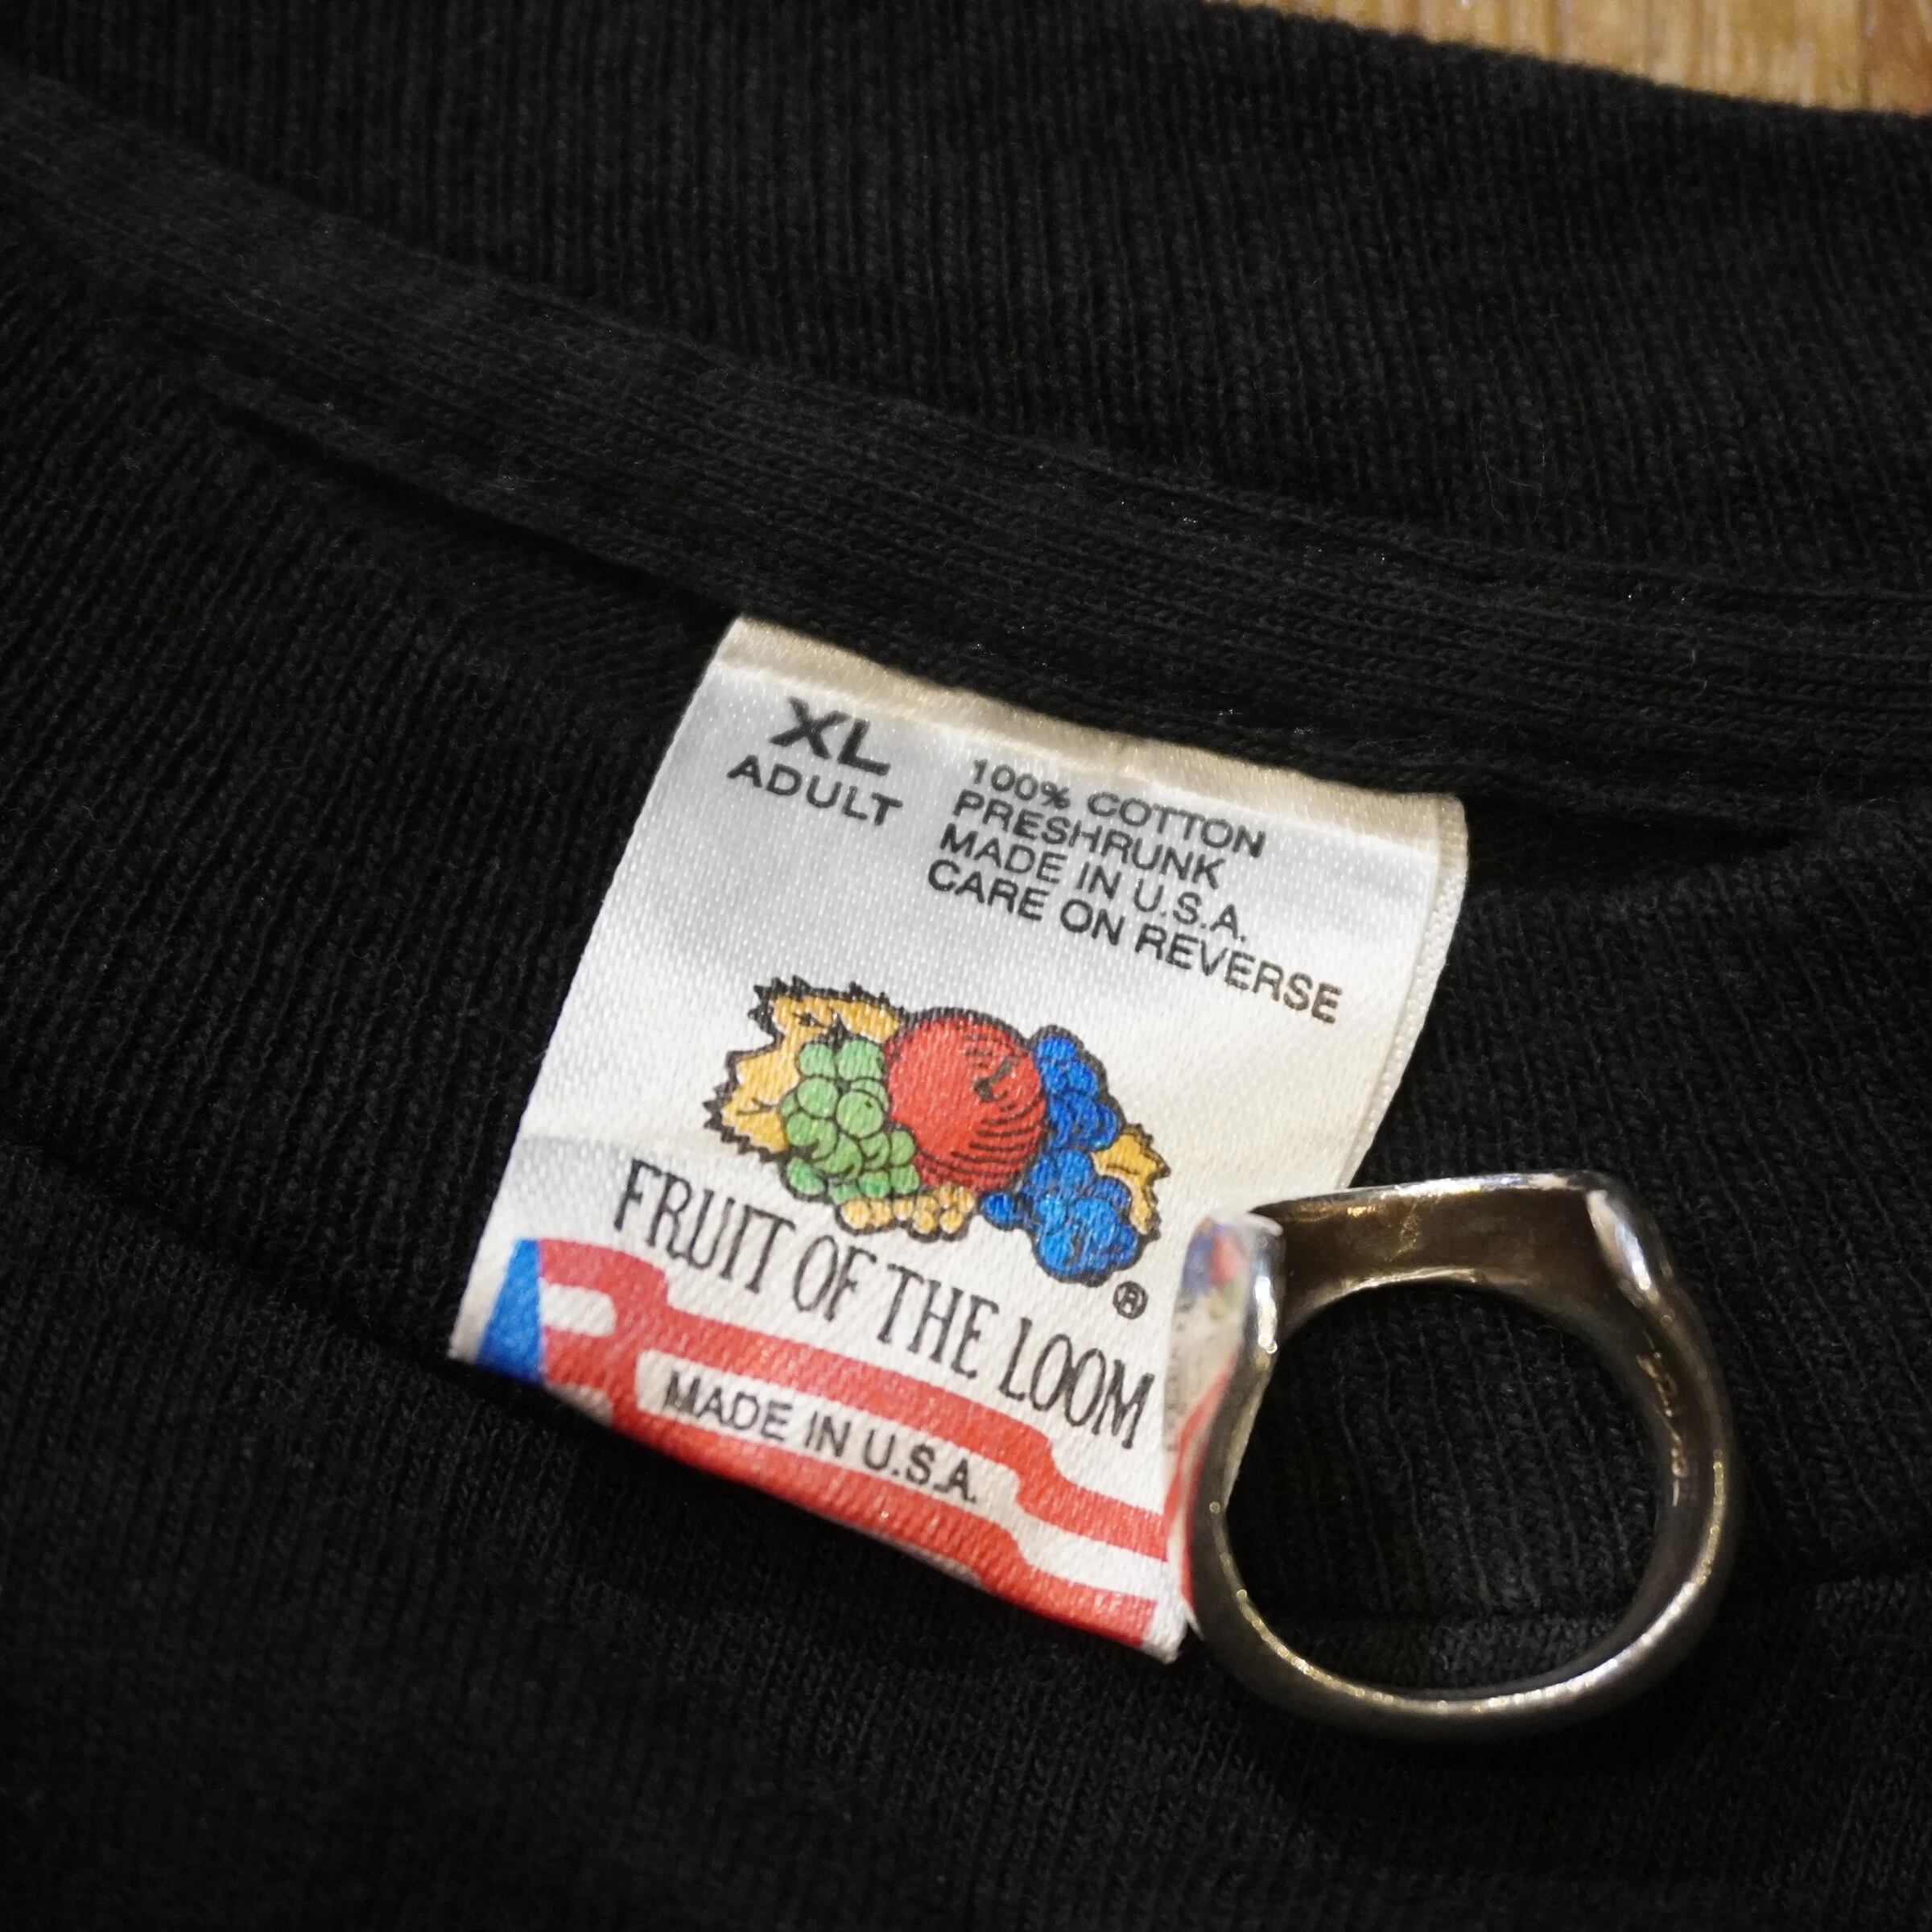 XL
ADULT
100% COTTON
PRESHRUNK
MADE IN U.S.A.
CARE ON REVERSE
FRUIT OF THE LOOM®
MADE IN U.S.A.